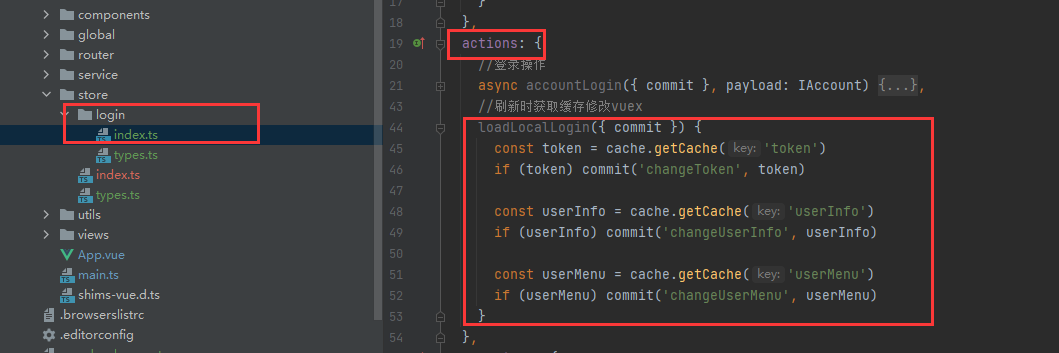 components
global
router
service
store
login
index.ts
types.ts
index.ts
types.ts
utils
views
App.vue
main.ts
shims-vue.d.ts
.browserslistrc
.editorconfig
17 }
18 },
19 actions: {
20 //登录操作
21 async accountLogin({ commit }, payload: IAccount) {...},
43 //刷新时获取缓存修改vuex
44 loadLocalLogin({ commit }) {
45 const token = cache.getCache( key: 'token')
46 if (token) commit('changeToken', token)
47
48 const userInfo = cache.getCache( key: 'userInfo')
49 if (userInfo) commit('changeUserInfo', userInfo)
50
51 const userMenu = cache.getCache( key: 'userMenu')
52 if (userMenu) commit('changeUserMenu', userMenu)
53 }
54 },